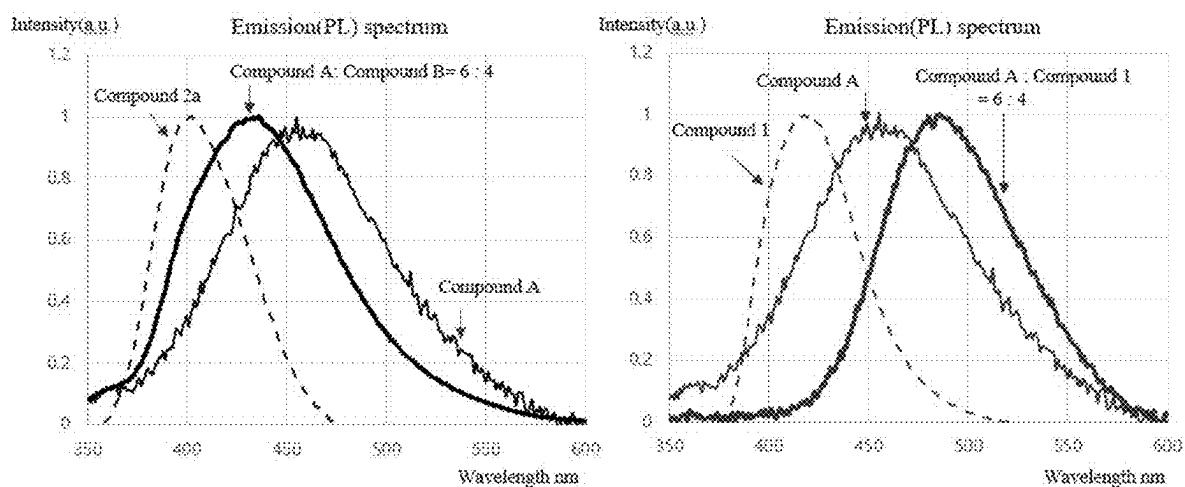 Intensity(a.u.)
Emission(PL) spectrum
1.2
Compound A: Compound B= 6 : 4
Compound 2a
1
0.8
0.6
0.4
Compound A
0.2
0
350
400
450
500
550
600
Wavelength nm
Intensity(a.u.)
Emission(PL) spectrum
1.2
Compound A
Compound A : Compound 1
= 6 : 4
1
Compound 1
0.8
0.6
0.4
0.2
0
350
400
450
500
550
600
Wavelength nm